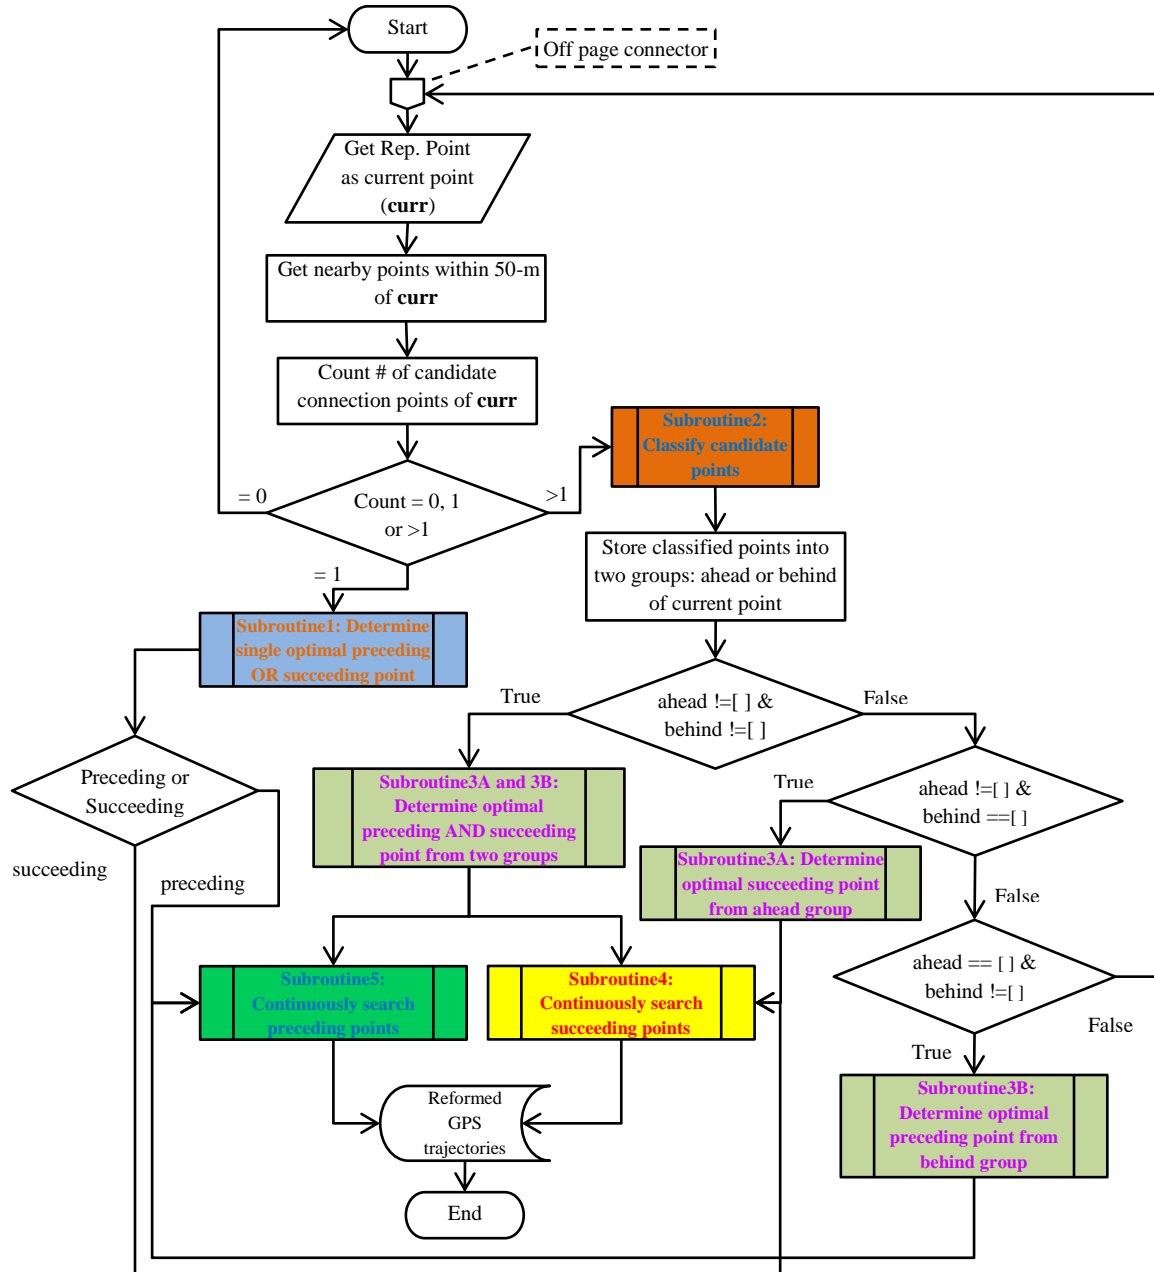 Start
Off page connector
Get Rep. Point
as current point
(curr)
Get nearby points within 50-m
of curr
Count # of candidate
connection points of curr
Count = 0, 1
or >1
= 0
>1
= 1
Subroutine2:
Classify candidate
points
Store classified points into
two groups: ahead or behind
of current point
Subroutine1: Determine
single optimal preceding
OR succeeding point
ahead !=[ ] &
behind !=[ ]
True
False
Preceding or
Succeeding
succeeding
preceding
Subroutine3A and 3B:
Determine optimal
preceding AND succeeding
point from two groups
ahead !=[ ] &
behind ==[ ]
True
False
Subroutine3A: Determine
optimal succeeding point
from ahead group
ahead == [ ] &
behind !=[ ]
True
False
Subroutine5:
Continuously search
preceding points
Subroutine4:
Continuously search
succeeding points
Subroutine3B:
Determine optimal
preceding point from
behind group
Reformed
GPS
trajectories
End